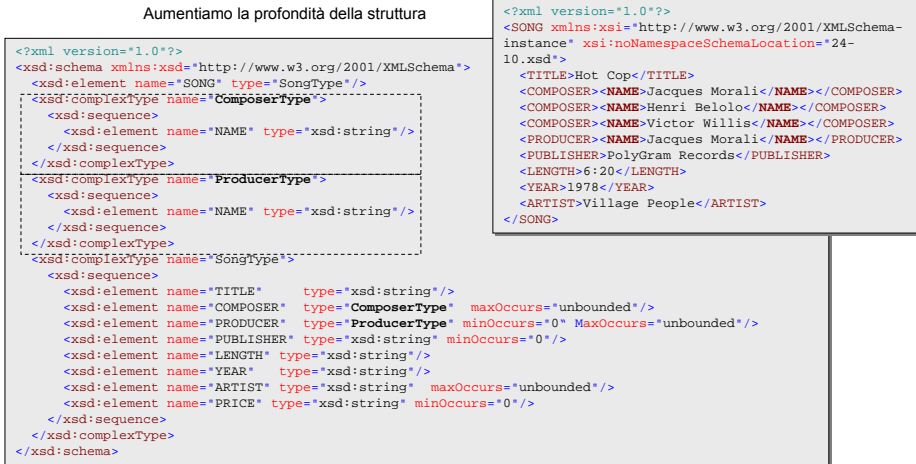 Aumentiamo la profondità della struttura
<?xml version="1.0"?>
<xsd:schema xmlns:xsd="http://www.w3.org/2001/XMLSchema">
<xsd:element name="SONG" type="SongType"/>
<xsd:complexType name="ComposerType">
<xsd:sequence>
<xsd:element name="NAME" type="xsd:string"/>
</xsd:sequence>
</xsd:complexType>
<xsd:complexType name="ProducerType">
<xsd:sequence>
<xsd:element name="NAME" type="xsd:string"/>
</xsd:sequence>
</xsd:complexType>
<xsd:complexType name="SongType">
<xsd:sequence>
<xsd:element name="TITLE" type="xsd:string"/>
<xsd:element name="COMPOSER" type="ComposerType" maxOccurs="unbounded"/>
<xsd:element name="PRODUCER" type="ProducerType" minOccurs="0“ MaxOccurs="unbounded"/>
<xsd:element name="PUBLISHER" type="xsd:string" minOccurs="0"/>
<xsd:element name="LENGTH" type="xsd:string"/>
<xsd:element name="YEAR" type="xsd:string"/>
<xsd:element name="ARTIST" type="xsd:string" maxOccurs="unbounded"/>
<xsd:element name="PRICE" type="xsd:string" minOccurs="0"/>
</xsd:sequence>
</xsd:complexType>
</xsd:schema>
<?xml version="1.0"?>
<SONG xmlns:xsi="http://www.w3.org/2001/XMLSchema-
instance" xsi:noNamespaceSchemaLocation="24-
10.xsd">
<TITLE>Hot Cop</TITLE>
<COMPOSER><NAME>Jacques Morali</NAME></COMPOSER>
<COMPOSER><NAME>Henri Belolo</NAME></COMPOSER>
<COMPOSER><NAME>Victor Willis</NAME></COMPOSER>
<PRODUCER><NAME>Jacques Morali</NAME></PRODUCER>
<PUBLISHER>PolyGram Records</PUBLISHER>
<LENGTH>6:20</LENGTH>
<YEAR>1978</YEAR>
<ARTIST>Village People</ARTIST>
</SONG>